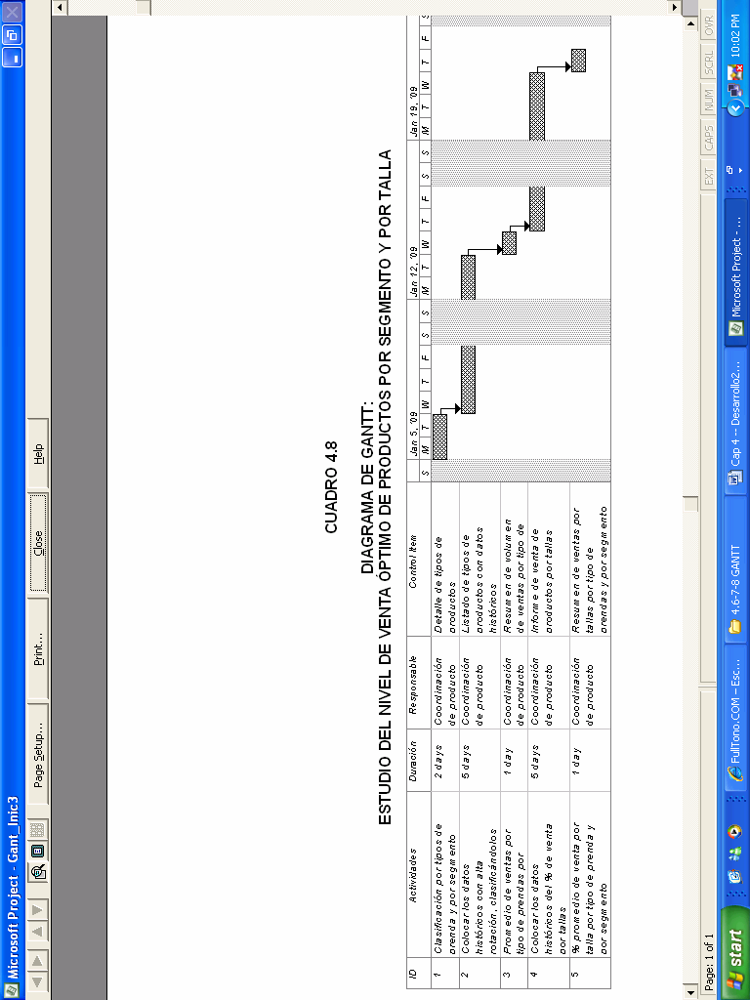 Microsoft Project - Gant_Inic3
Page Setup...
Print...
Close
Help
CUADRO 4.8
DIAGRAMA DE GANTT:
ESTUDIO DEL NIVEL DE VENTA ÓPTIMO DE PRODUCTOS POR SEGMENTO Y POR TALLA
ID Actividades Duración Responsable Control Item
Jan 5, '09 Jan 12, '09 Jan 19, '09
S M T W T F S S M T W T F S S M T W T F S
1 Clasificación por tipos de prenda y por segmento 2 days Coordinación de producto Detalle de tipos de productos
2 Colocar los datos históricos con alta rotación, clasificándolos 5 days Coordinación de producto Listado de tipos de productos con datos históricos
3 Promedio de ventas por tipo de prendas por 1 day Coordinación de producto Resumen de volumen de ventas por tipo de
4 Colocar los datos históricos del % de venta por tallas 5 days Coordinación de producto Informe de venta de productos por tallas
5 % promedio de venta por talla por tipo de prenda y por segmento 1 day Coordinación de producto Resumen de ventas por tallas por tipo de prendas y por segmento
Page: 1 of 1
EXT CAPS NUM SCRL OVR
start
FullTono.COM -- Esc...
4.6-7-8 GANTT
Cap 4 -- Desarrollo2...
Microsoft Project - ...
10:02 PM